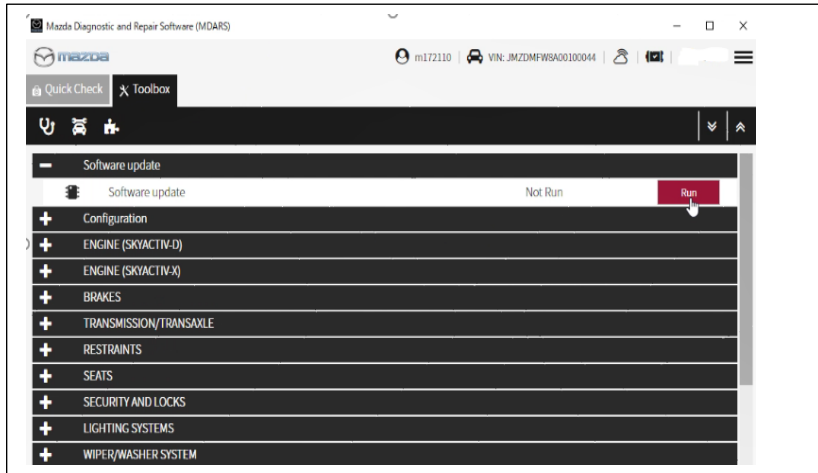 Mazda Diagnostic and Repair Software (MDARS)
mazda m172110 VIN: JMZDMFW8A00100044
Quick Check Toolbox
Software update
Software update Not Run Run
Configuration
ENGINE (SKYACTIV-D)
ENGINE (SKYACTIV-X)
BRAKES
TRANSMISSION/TRANSAXLE
RESTRAINTS
SEATS
SECURITY AND LOCKS
LIGHTING SYSTEMS
WIPER/WASHER SYSTEM